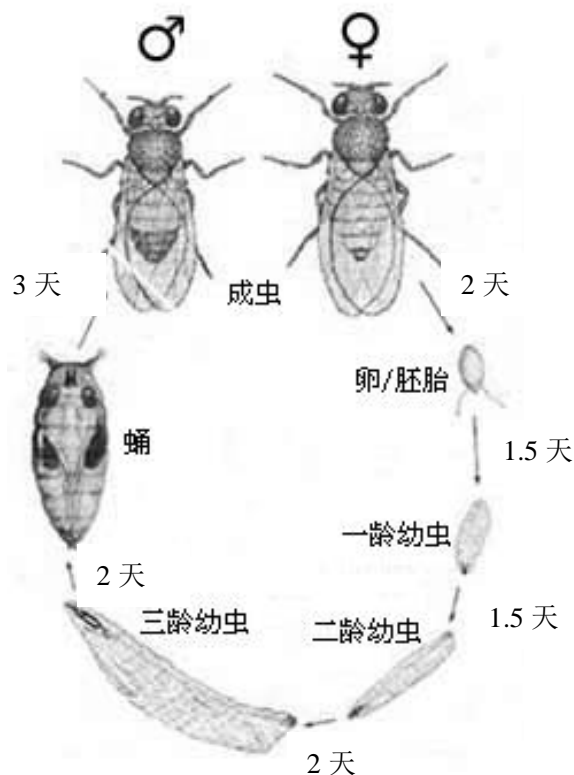 ♂ ♀
3 天
成虫
2 天
卵/胚胎
蛹
1.5 天
一龄幼虫
2 天
1.5 天
三龄幼虫
二龄幼虫
2 天